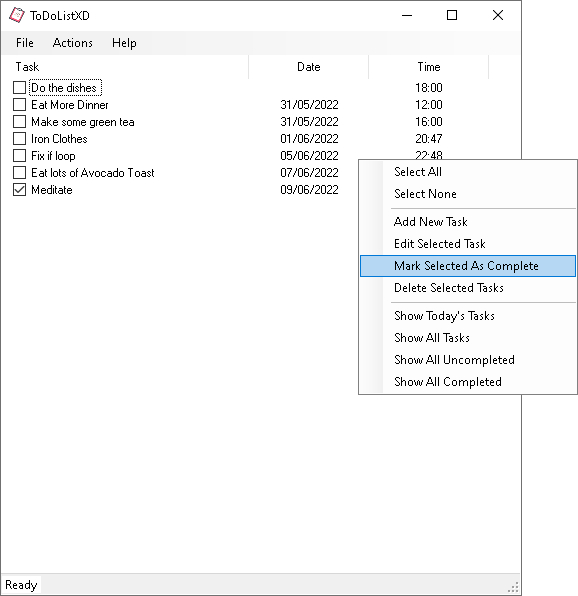 ToDoListXD
File Actions Help
Task Date Time
Do the dishes 18:00
Eat More Dinner 31/05/2022 12:00
Make some green tea 31/05/2022 16:00
Iron Clothes 01/06/2022 20:47
Fix if loop 05/06/2022 22:48
Eat lots of Avocado Toast 07/06/2022
Meditate 09/06/2022
Select All
Select None
Add New Task
Edit Selected Task
Mark Selected As Complete
Delete Selected Tasks
Show Today's Tasks
Show All Tasks
Show All Uncompleted
Show All Completed
Ready